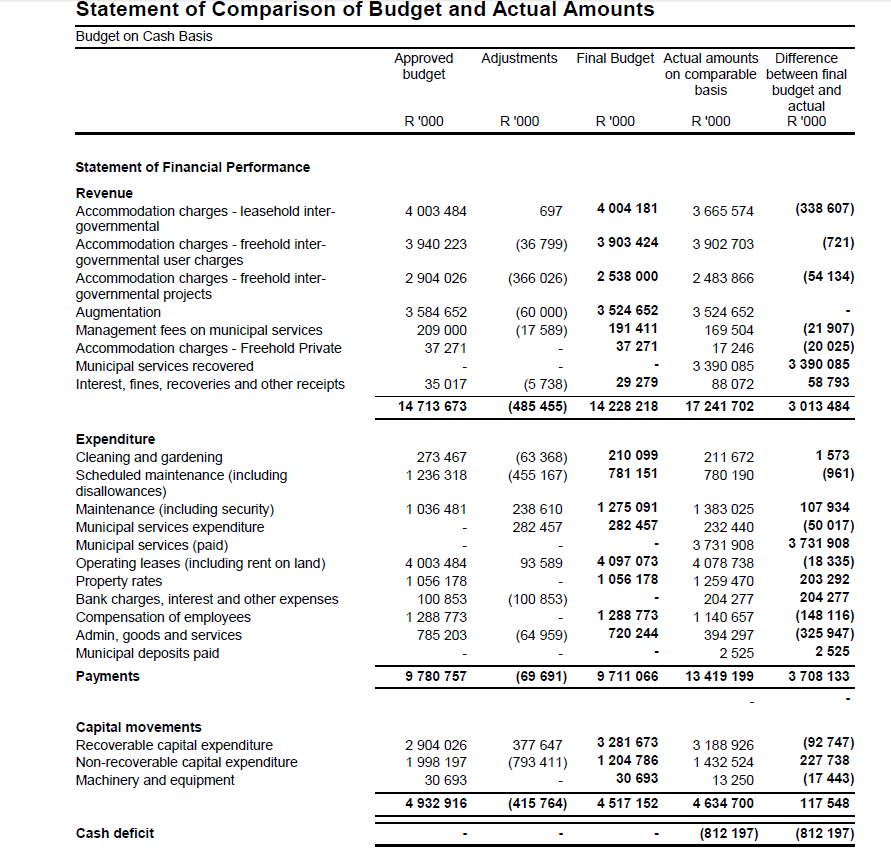 Statement of Comparison of Budget and Actual Amounts
Budget on Cash Basis
Approved budget Adjustments Final Budget Actual amounts on comparable basis Difference between final budget and actual
R '000 R '000 R '000 R '000 R '000
Statement of Financial Performance
Revenue
Accommodation charges - leasehold inter-governmental 4 003 484 697 4 004 181 3 665 574 (338 607)
Accommodation charges - freehold inter-governmental user charges 3 940 223 (36 799) 3 903 424 3 902 703 (721)
Accommodation charges - freehold inter-governmental projects 2 904 026 (366 026) 2 538 000 2 483 866 (54 134)
Augmentation 3 584 652 (60 000) 3 524 652 3 524 652 -
Management fees on municipal services 209 000 (17 589) 191 411 169 504 (21 907)
Accommodation charges - Freehold Private 37 271 - 37 271 17 246 (20 025)
Municipal services recovered - - - 3 390 085 3 390 085
Interest, fines, recoveries and other receipts 35 017 (5 738) 29 279 88 072 58 793
14 713 673 (485 455) 14 228 218 17 241 702 3 013 484
Expenditure
Cleaning and gardening 273 467 (63 368) 210 099 211 672 1 573
Scheduled maintenance (including disallowances) 1 236 318 (455 167) 781 151 780 190 (961)
Maintenance (including security) 1 036 481 238 610 1 275 091 1 383 025 107 934
Municipal services expenditure - 282 457 282 457 232 440 (50 017)
Municipal services (paid) - - - 3 731 908 3 731 908
Operating leases (including rent on land) 4 003 484 93 589 4 097 073 4 078 738 (18 335)
Property rates 1 056 178 - 1 056 178 1 259 470 203 292
Bank charges, interest and other expenses 100 853 (100 853) - 204 277 204 277
Compensation of employees 1 288 773 - 1 288 773 1 140 657 (148 116)
Admin, goods and services 785 203 (64 959) 720 244 394 297 (325 947)
Municipal deposits paid - - - 2 525 2 525
Payments 9 780 757 (69 691) 9 711 066 13 419 199 3 708 133
- -
Capital movements
Recoverable capital expenditure 2 904 026 377 647 3 281 673 3 188 926 (92 747)
Non-recoverable capital expenditure 1 998 197 (793 411) 1 204 786 1 432 524 227 738
Machinery and equipment 30 693 - 30 693 13 250 (17 443)
4 932 916 (415 764) 4 517 152 4 634 700 117 548
Cash deficit - - - (812 197) (812 197)